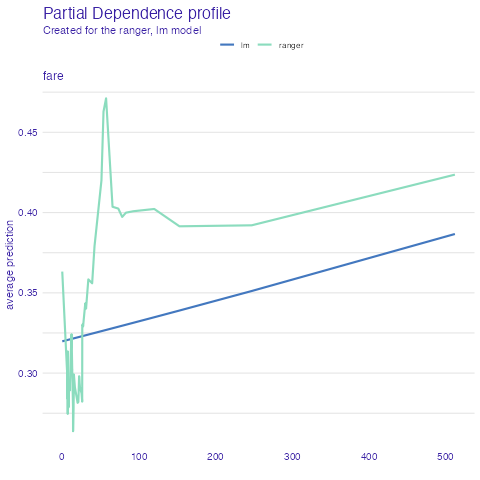 Partial Dependence profile
Created for the ranger, lm model
lm ranger
fare
average prediction
0.45
0.40
0.35
0.30
0 100 200 300 400 500